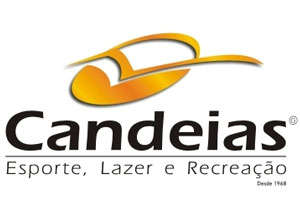 Candeias©
Esporte, Lazer e Recreação
Desde 1968